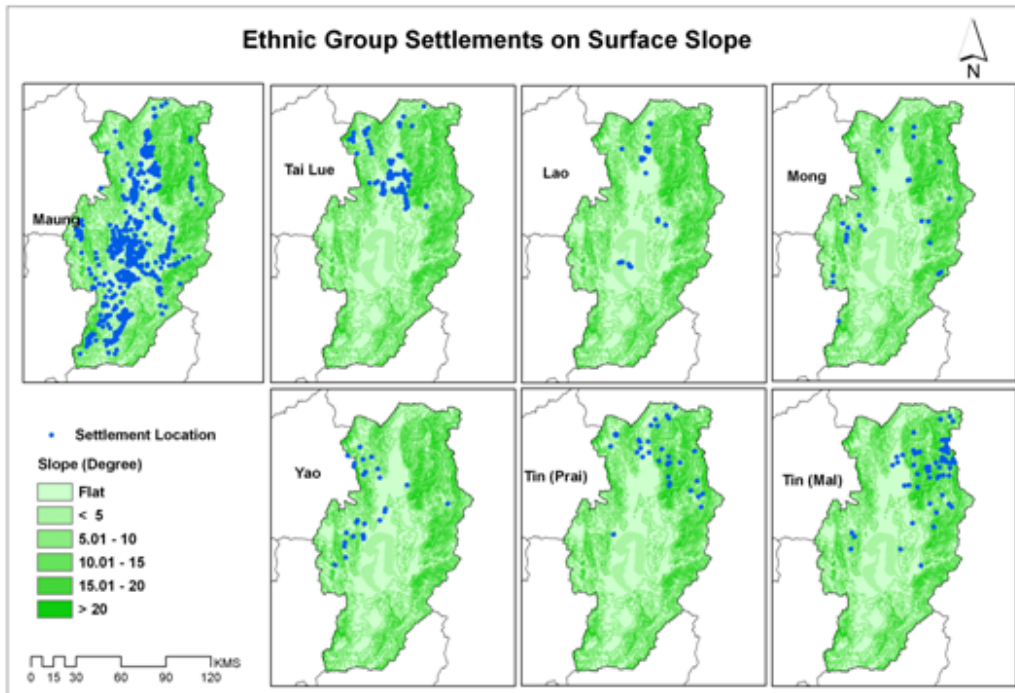 Ethnic Group Settlements on Surface Slope
N
Maung
Tai Lue
Lao
Mong
Yao
Tin (Prai)
Tin (Mal)
Settlement Location
Slope (Degree)
Flat
< 5
5.01 - 10
10.01 - 15
15.01 - 20
> 20
KMS
0 15 30 60 90 120